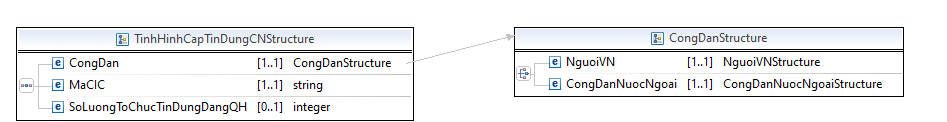 TinhHinhCapTinDungCNStructure
CongDan [1..1] CongDanStructure
MaCIC [1..1] string
SoLuongToChucTinDungDangQH [0..1] integer
CongDanStructure
NguoiVN [1..1] NguoiVNStructure
CongDanNuocNgoai [1..1] CongDanNuocNgoaiStructure